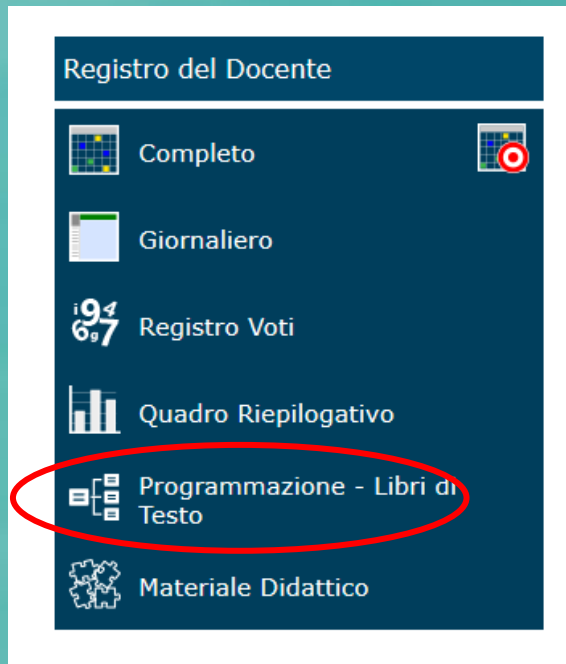 Registro del Docente
Completo
Giornaliero
Registro Voti
Quadro Riepilogativo
Programmazione - Libri di
Testo
Materiale Didattico